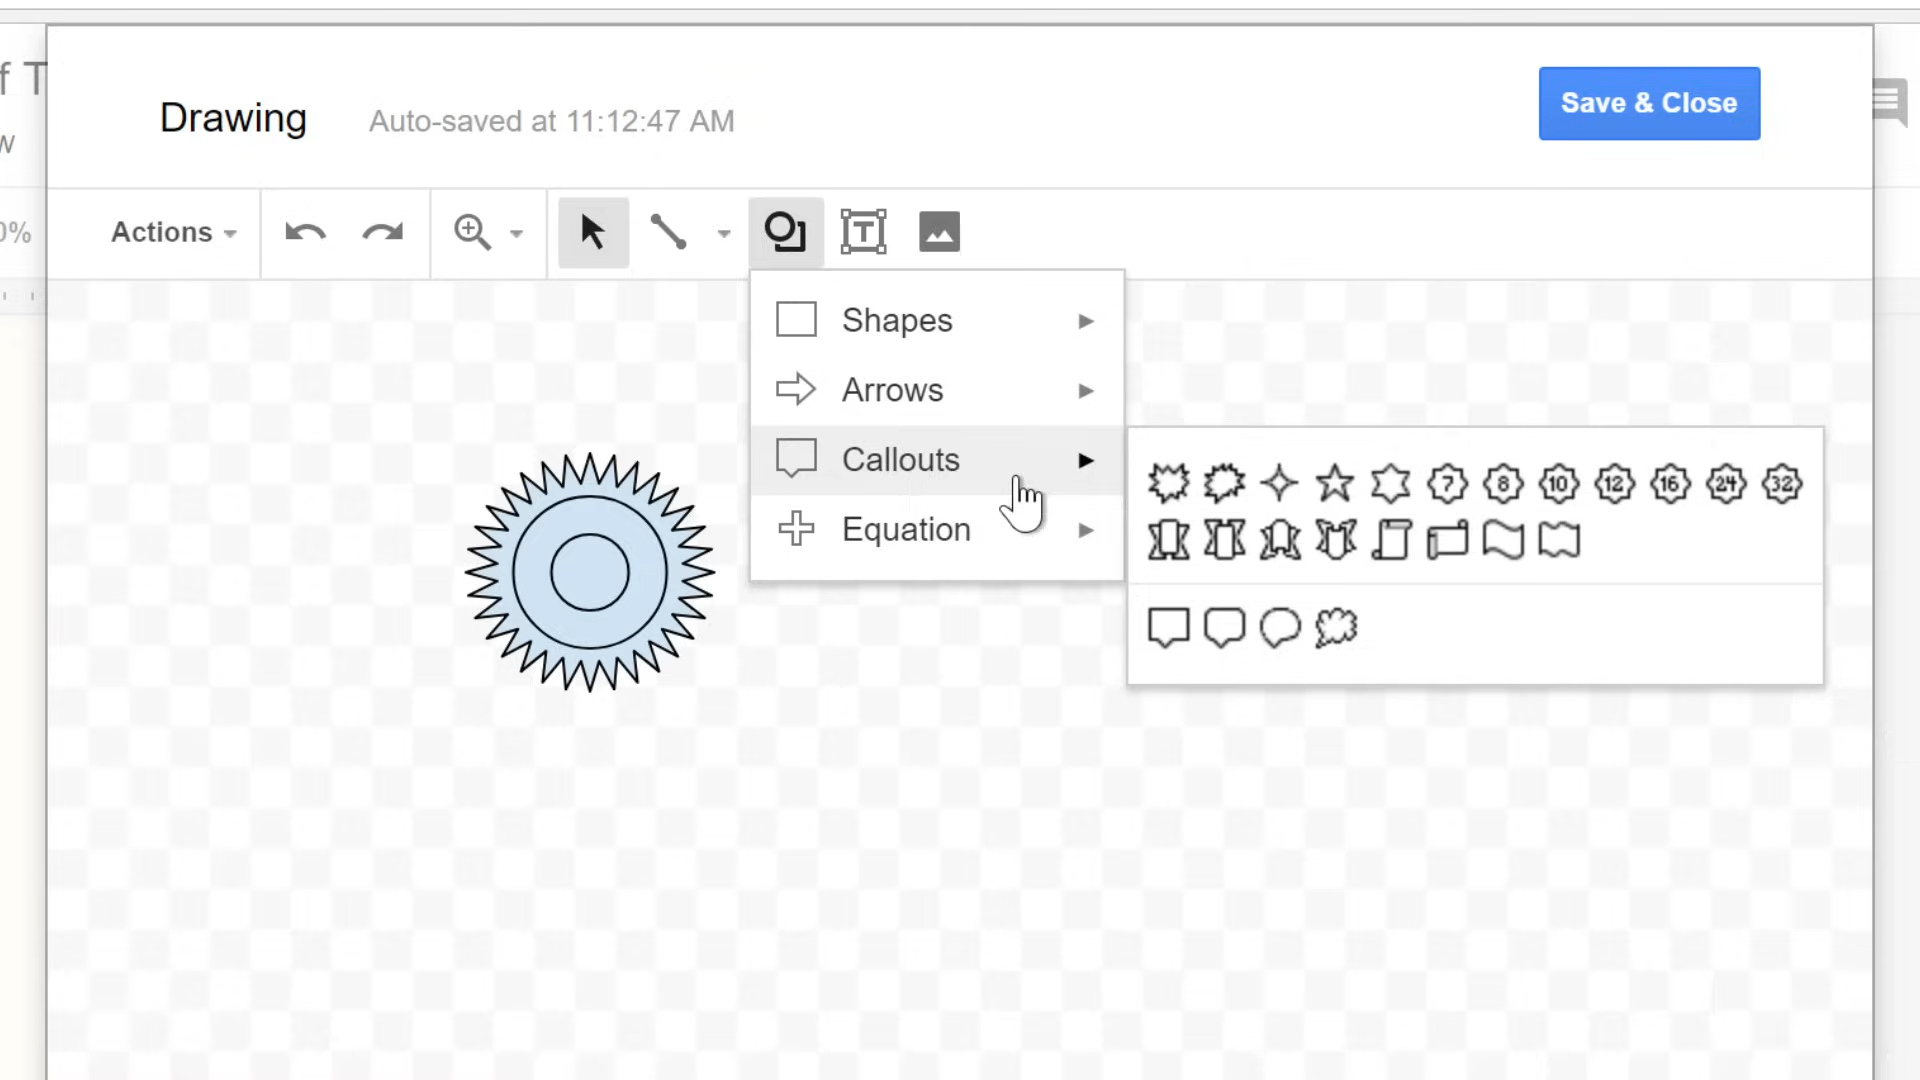 f T
w
0%
Drawing
Auto-saved at 11:12:47 AM
Save & Close
Actions
T
Shapes
Arrows
Callouts
Equation
7 8 10 12 16 24 32